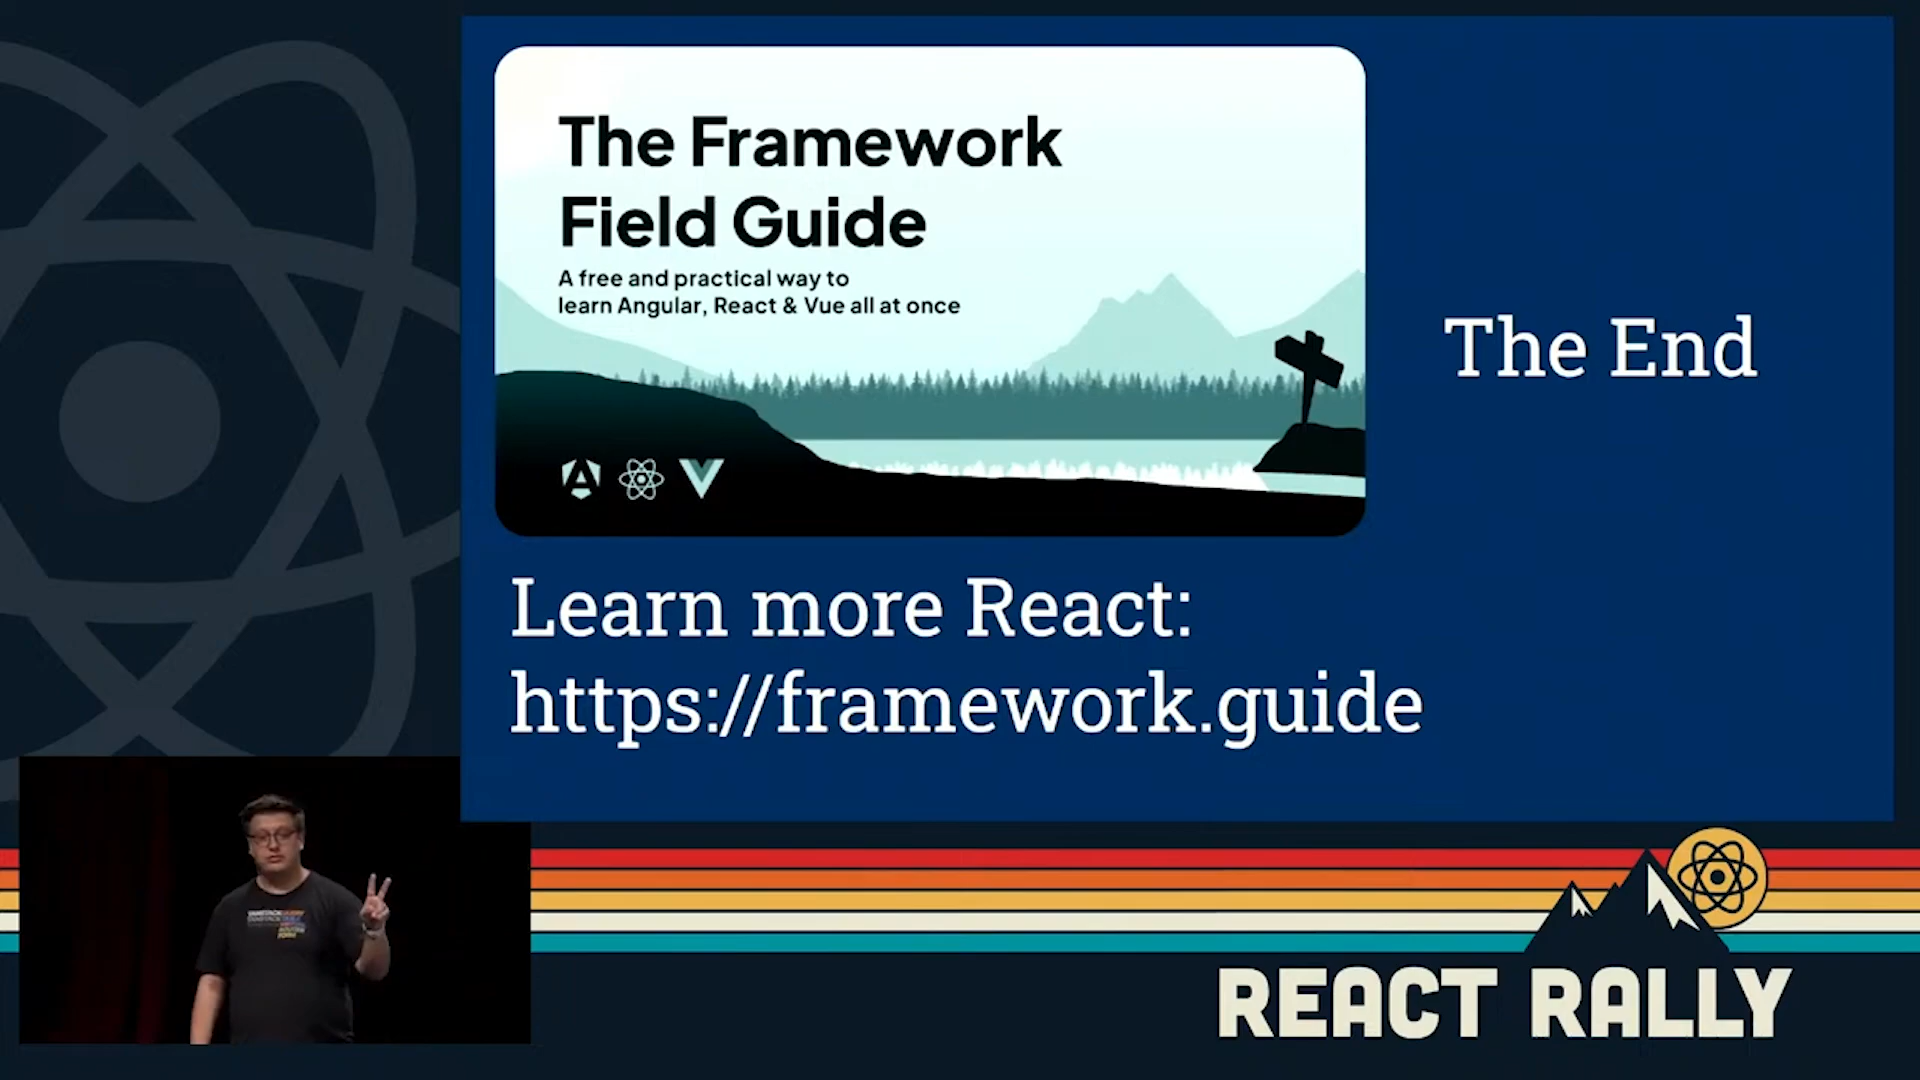 The Framework
Field Guide
A free and practical way to
learn Angular, React & Vue all at once
The End
Learn more React:
https://framework.guide
REACT RALLY